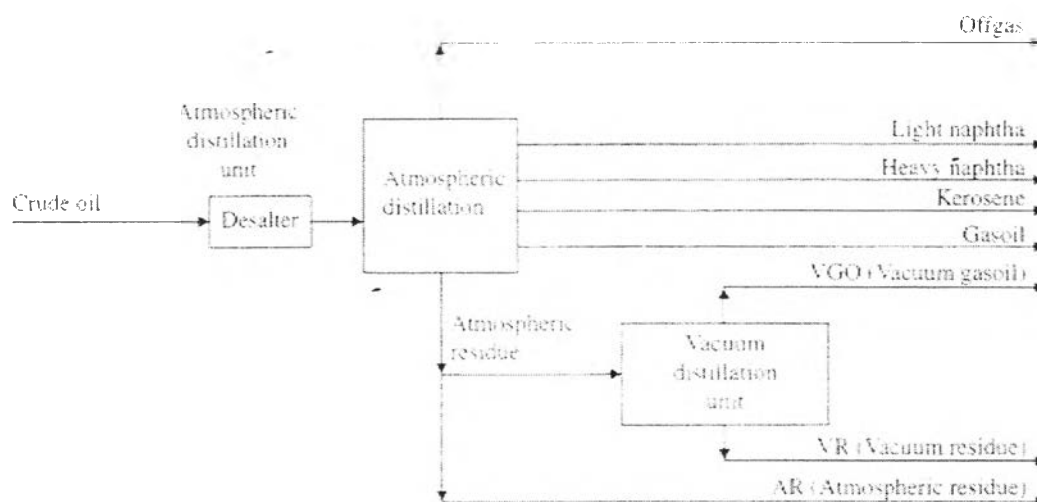 Offgas
Atmospheric
distillation
unit
Light naphtha
Heavy naphtha
Kerosene
Gasoil
Crude oil
Desalter
Atmospheric
distillation
VGO (Vacuum gasoil)
Atmospheric
residue
Vacuum
distillation
unit
VR (Vacuum residue)
AR (Atmospheric residue)